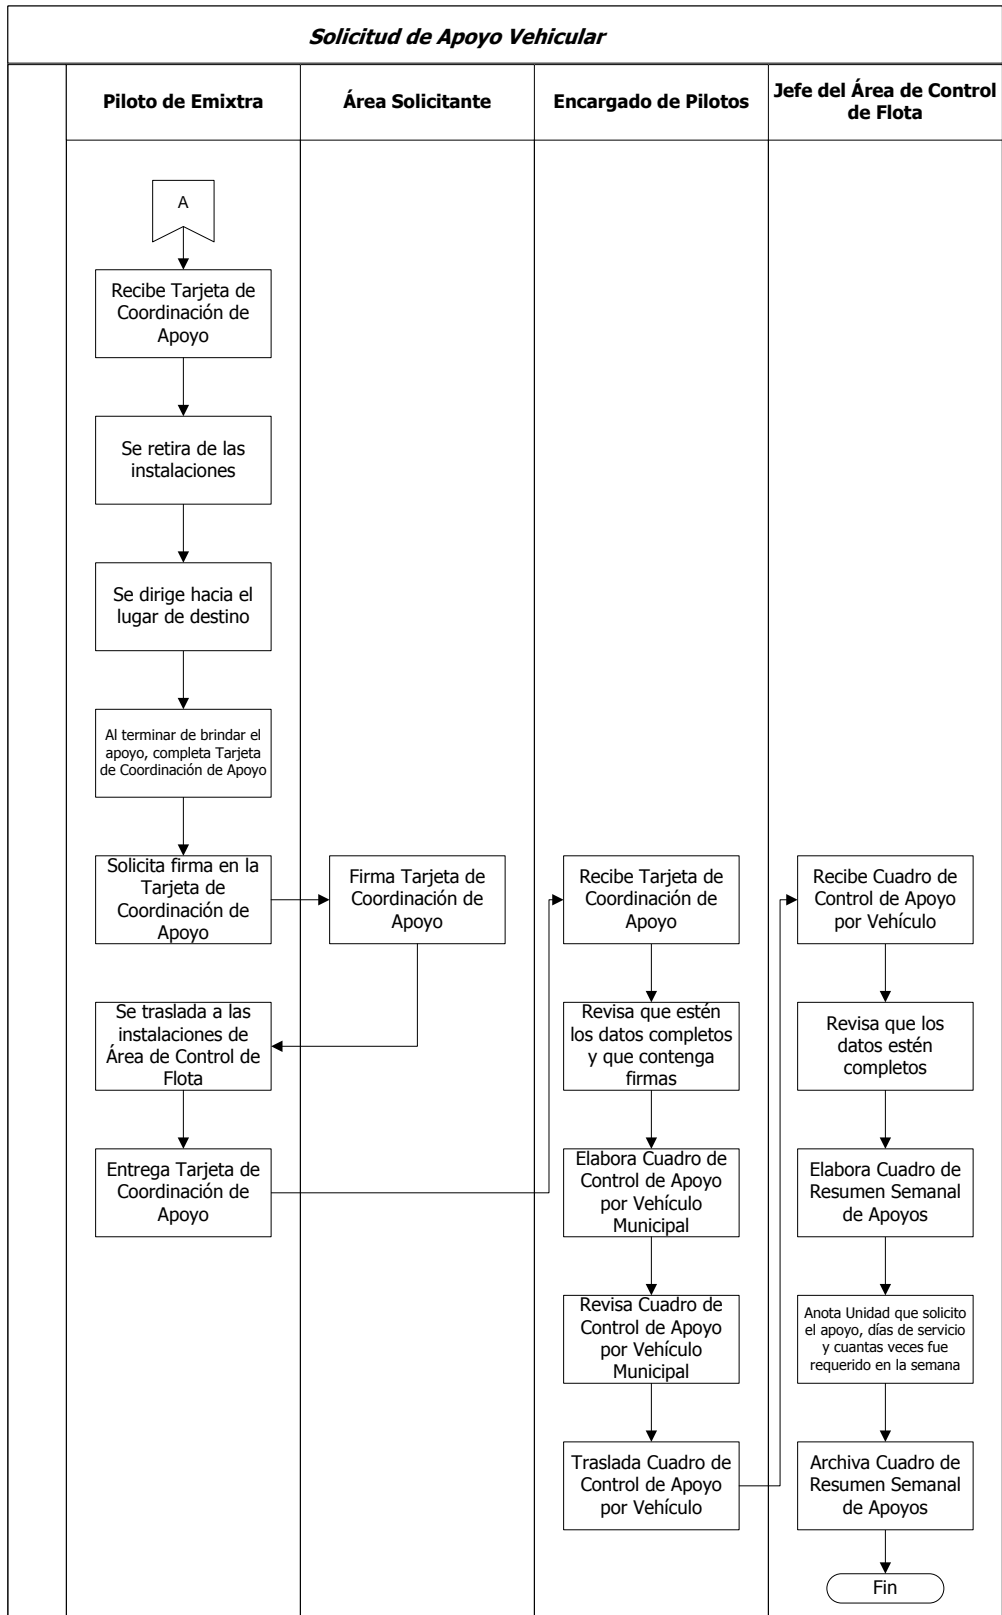 Solicitud de Apoyo Vehicular
Piloto de Emixtra
Área Solicitante
Encargado de Pilotos
Jefe del Área de Control
de Flota
A
Recibe Tarjeta de
Coordinación de
Apoyo
Se retira de las
instalaciones
Se dirige hacia el
lugar de destino
Al terminar de brindar el
apoyo, completa Tarjeta
de Coordinación de Apoyo
Solicita firma en la
Tarjeta de
Coordinación de
Apoyo
Firma Tarjeta de
Coordinación de
Apoyo
Se traslada a las
instalaciones de
Área de Control de
Flota
Entrega Tarjeta de
Coordinación de
Apoyo
Recibe Tarjeta de
Coordinación de
Apoyo
Revisa que estén
los datos completos
y que contenga
firmas
Elabora Cuadro de
Control de Apoyo
por Vehículo
Municipal
Revisa Cuadro de
Control de Apoyo
por Vehículo
Municipal
Traslada Cuadro de
Control de Apoyo
por Vehículo
Recibe Cuadro de
Control de Apoyo
por Vehículo
Revisa que los
datos estén
completos
Elabora Cuadro de
Resumen Semanal
de Apoyos
Anota Unidad que solicito
el apoyo, días de servicio
y cuantas veces fue
requerido en la semana
Archiva Cuadro de
Resumen Semanal
de Apoyos
Fin